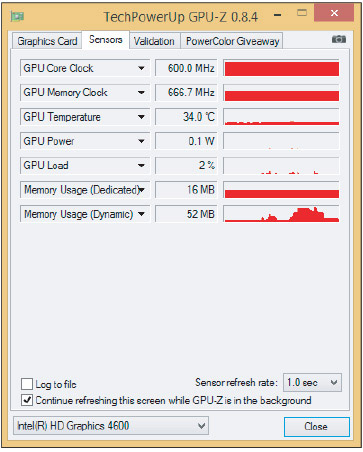 TechPowerUp GPU-Z 0.8.4
Graphics Card Sensors Validation PowerColor Giveaway
GPU Core Clock 600.0 MHz
GPU Memory Clock 666.7 MHz
GPU Temperature 34.0 °C
GPU Power 0.1 W
GPU Load 2 %
Memory Usage (Dedicated) 16 MB
Memory Usage (Dynamic) 52 MB
Log to file Sensor refresh rate: 1.0 sec
Continue refreshing this screen while GPU-Z is in the background
Intel(R) HD Graphics 4600 Close